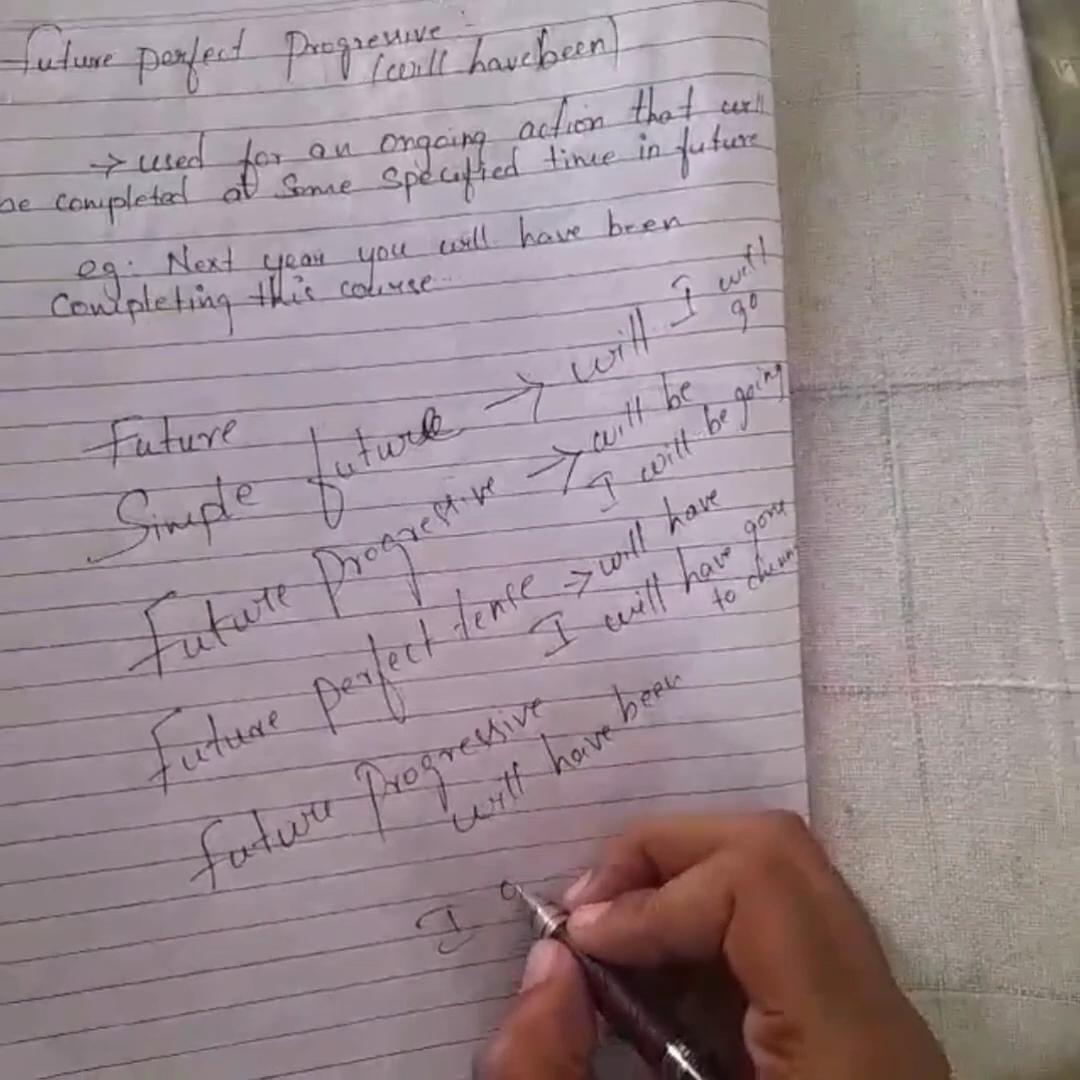 Future perfect Progressive :
(will have been)
→ used for an ongoing action that will
be completed at Some Specified time in future
eg: Next year you will have been
Completing this course...
Future
Simple future → will I will
go
Future Progressive → will be
I will be going
Future perfect tense → will have
I will have gone
to
Future Progressive
will have been
I